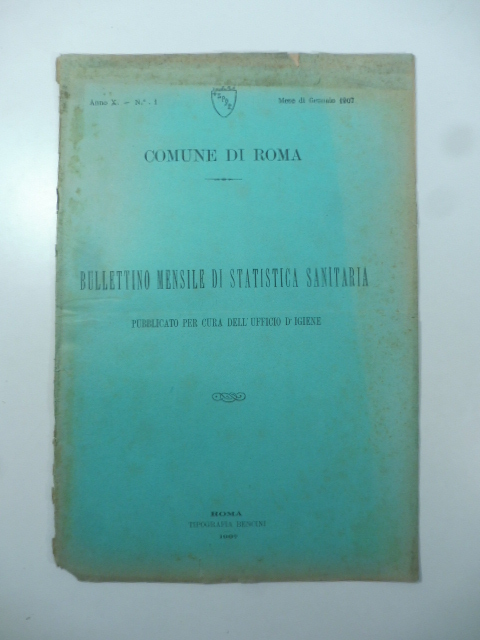 Anno X. — N.° - 1
Mese di Gennaio 1907
COMUNE DI ROMA
BULLETTINO MENSILE DI STATISTICA SANITARIA
PUBBLICATO PER CURA DELL'UFFICIO D'IGIENE
ROMA
TIPOGRAFIA BENCINI
1907